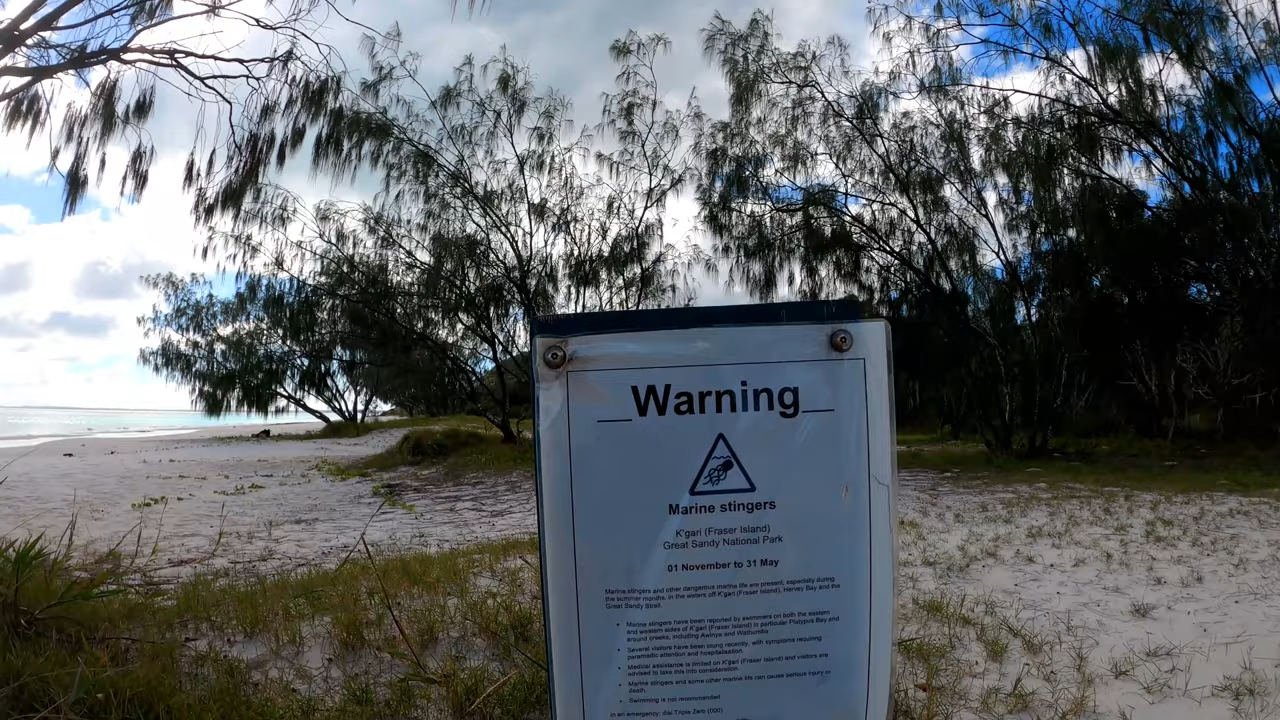 Warning
Marine stingers
K'gari (Fraser Island)
Great Sandy National Park
01 November to 31 May
Marine stingers and other dangerous marine life are present, especially during
the summer months, in the waters off K'gari (Fraser Island), Hervey Bay and the
Great Sandy Strait.
• Marine stingers have been reported by swimmers on both the eastern
and western sides of K'gari (Fraser Island) in particular Platypus Bay and
around creeks, including Awinya and Wathumba
• Several visitors have been stung recently, with symptoms requiring
paramedic attention and hospitalisation.
• Medical assistance is limited on K'gari (Fraser Island) and visitors are
advised to take this into consideration.
• Marine stingers and some other marine life can cause serious injury or
death.
• Swimming is not recommended
In an emergency: dial Triple Zero (000)